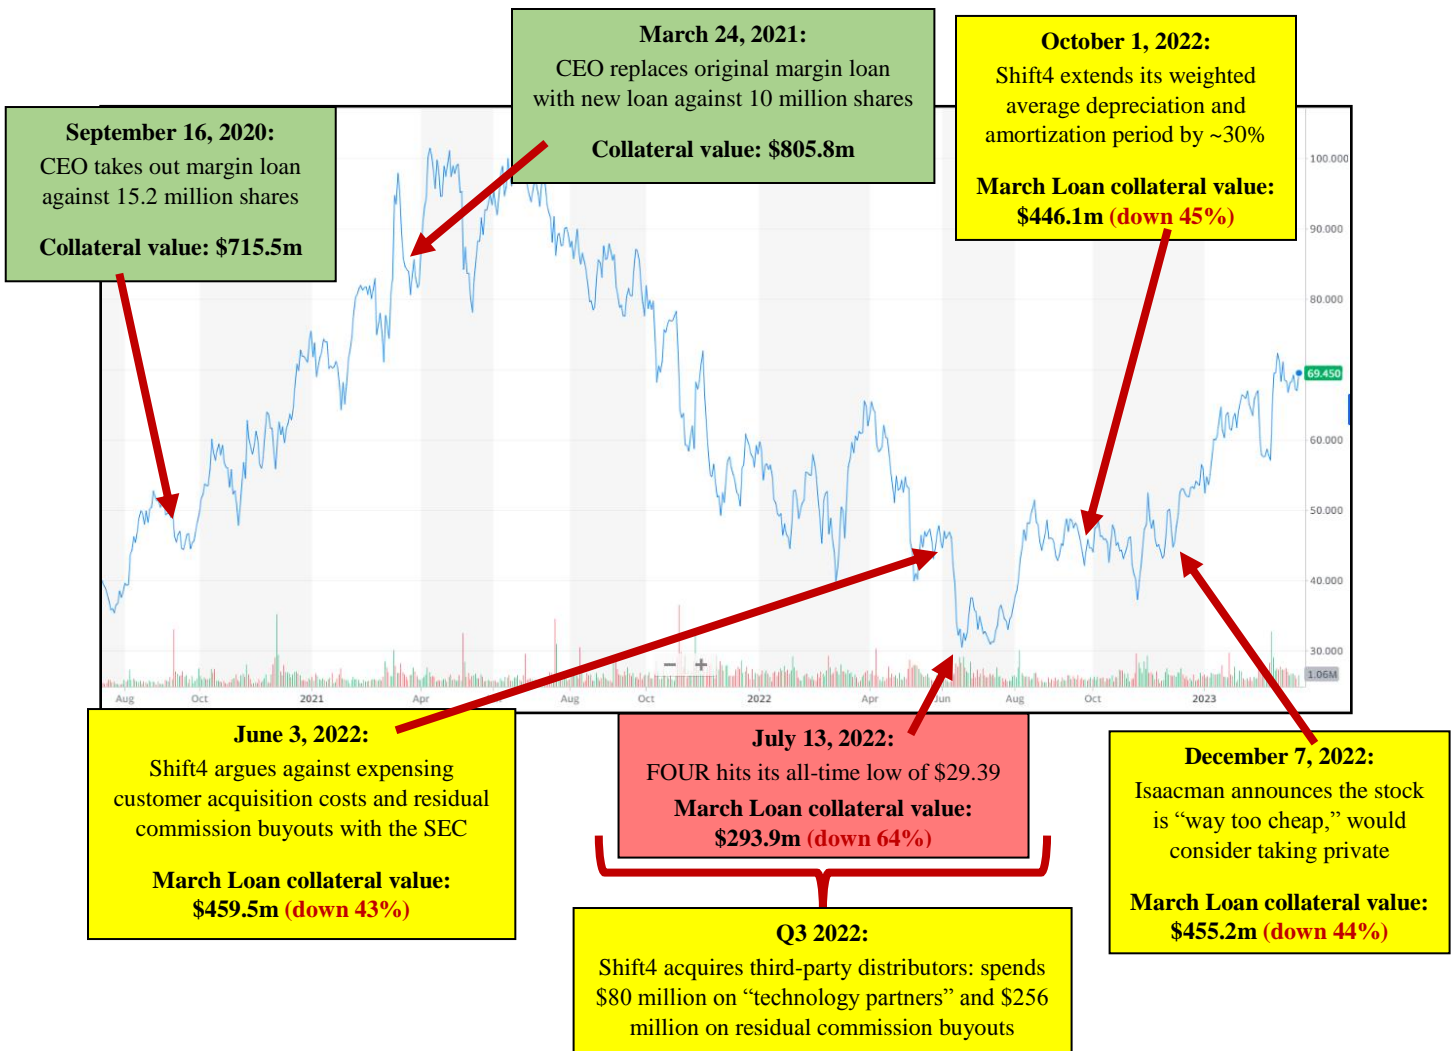 March 24, 2021:
CEO replaces original margin loan
with new loan against 10 million shares
Collateral value: $805.8m
October 1, 2022:
Shift4 extends its weighted
average depreciation and
amortization period by ~30%
March Loan collateral value:
$446.1m (down 45%)
September 16, 2020:
CEO takes out margin loan
against 15.2 million shares
Collateral value: $715.5m
100.000
90.000
80.000
69.450
60.000
50.000
40.000
30.000
1.06M
− +
Aug Oct 2021 Apr Aug Oct 2022 Apr Jun Aug Oct 2023
June 3, 2022:
Shift4 argues against expensing
customer acquisition costs and residual
commission buyouts with the SEC
March Loan collateral value:
$459.5m (down 43%)
July 13, 2022:
FOUR hits its all-time low of $29.39
March Loan collateral value:
$293.9m (down 64%)
December 7, 2022:
Isaacman announces the stock
is “way too cheap,” would
consider taking private
March Loan collateral value:
$455.2m (down 44%)
Q3 2022:
Shift4 acquires third-party distributors: spends
$80 million on “technology partners” and $256
million on residual commission buyouts